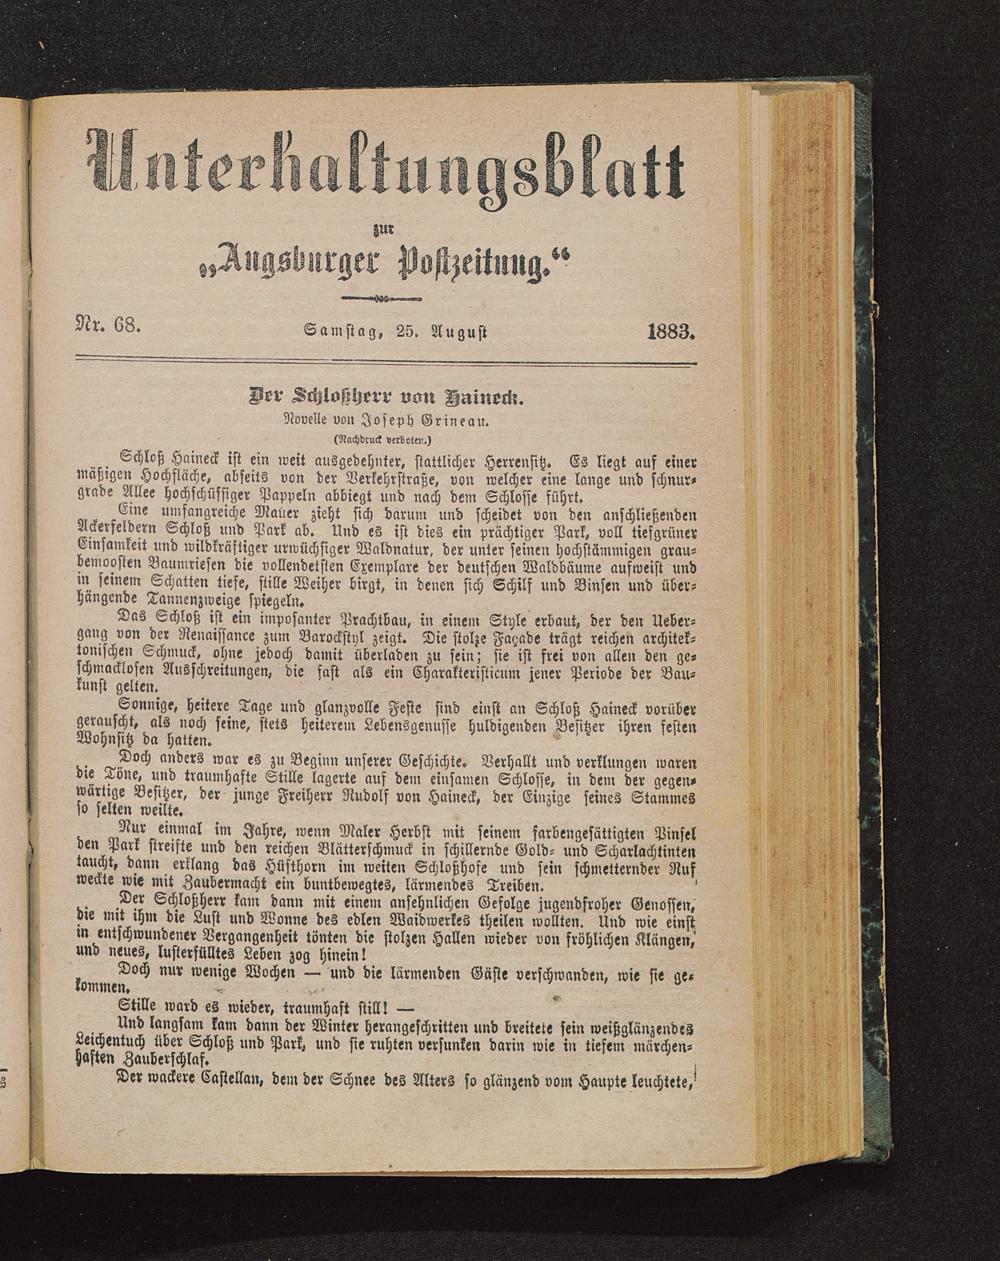 Unterhaltungsblatt
zur
„Augsburger Postzeitung.“
Nr. 68. Samstag, 25. August 1883.
Der Schloßherr von Haineck.
Novelle von Joseph Grineau.
(Nachdruck verboten.)
Schloß Haineck ist ein weit ausgedehnter, stattlicher Herrensitz. Es liegt auf einer
mäßigen Hochfläche, abseits von der Verkehrstraße, von welcher eine lange und schnur-
grade Allee hochschüssiger Pappeln abbiegt und nach dem Schlosse führt.
Eine umfangreiche Mauer zieht sich darum und scheidet von den anschließenden
Ackerfeldern Schloß und Park ab. Und es ist dies ein prächtiger Park, voll tiefgrüner
Einsamkeit und wildkräftiger urwüchsiger Waldnatur, der unter seinen hochstämmigen grau-
bemoosten Baumriesen die vollendetsten Exemplare der deutschen Waldbäume aufweist und
in seinem Schatten tiefe, stille Weiher birgt, in denen sich Schilf und Binsen und über-
hängende Tannenzweige spiegeln.
Das Schloß ist ein imposanter Prachtbau, in einem Style erbaut, der den Ueber-
gang von der Renaissance zum Barockstyl zeigt. Die stolze Façade trägt reichen architek-
tonischen Schmuck, ohne jedoch damit überladen zu sein; sie ist frei von allen den ge-
schmacklosen Ausschreitungen, die fast als ein Charakteristicum jener Periode der Bau-
kunst gelten.
Sonnige, heitere Tage und glanzvolle Feste sind einst an Schloß Haineck vorüber
gerauscht, als noch seine, stets heiterem Lebensgenusse huldigenden Besitzer ihren festen
Wohnsitz da hatten.
Doch anders war es zu Beginn unserer Geschichte. Verhallt und verklungen waren
die Töne, und traumhafte Stille lagerte auf dem einsamen Schlosse, in dem der gegen-
wärtige Besitzer, der junge Freiherr Rudolf von Haineck, der Einzige seines Stammes
so selten weilte.
Nur einmal im Jahre, wenn Maler Herbst mit seinem farbengesättigten Pinsel
den Park streifte und den reichen Blätterschmuck in schillernde Gold- und Scharlachtinten
taucht, dann erklang das Hüfthorn im weiten Schloßhofe und sein schmetternder Ruf
weckte wie mit Zaubermacht ein buntbewegtes, lärmendes Treiben.
Der Schloßherr kam dann mit einem ansehnlichen Gefolge jugendfroher Genossen,
die mit ihm die Lust und Wonne des edlen Waidwerkes theilen wollten. Und wie einst
in entschwundener Vergangenheit tönten die stolzen Hallen wieder von fröhlichen Klängen,
und neues, lusterfülltes Leben zog hinein!
Doch nur wenige Wochen — und die lärmenden Gäste verschwanden, wie sie ge-
kommen.
Stille ward es wieder, traumhaft still! —
Und langsam kam dann der Winter herangeschritten und breitete sein weißglänzendes
Leichentuch über Schloß und Park, und sie ruhten versunken darin wie in tiefem märchen-
haften Zauberschlaf.
Der wackere Castellan, dem der Schnee des Alters so glänzend vom Haupte leuchtete,